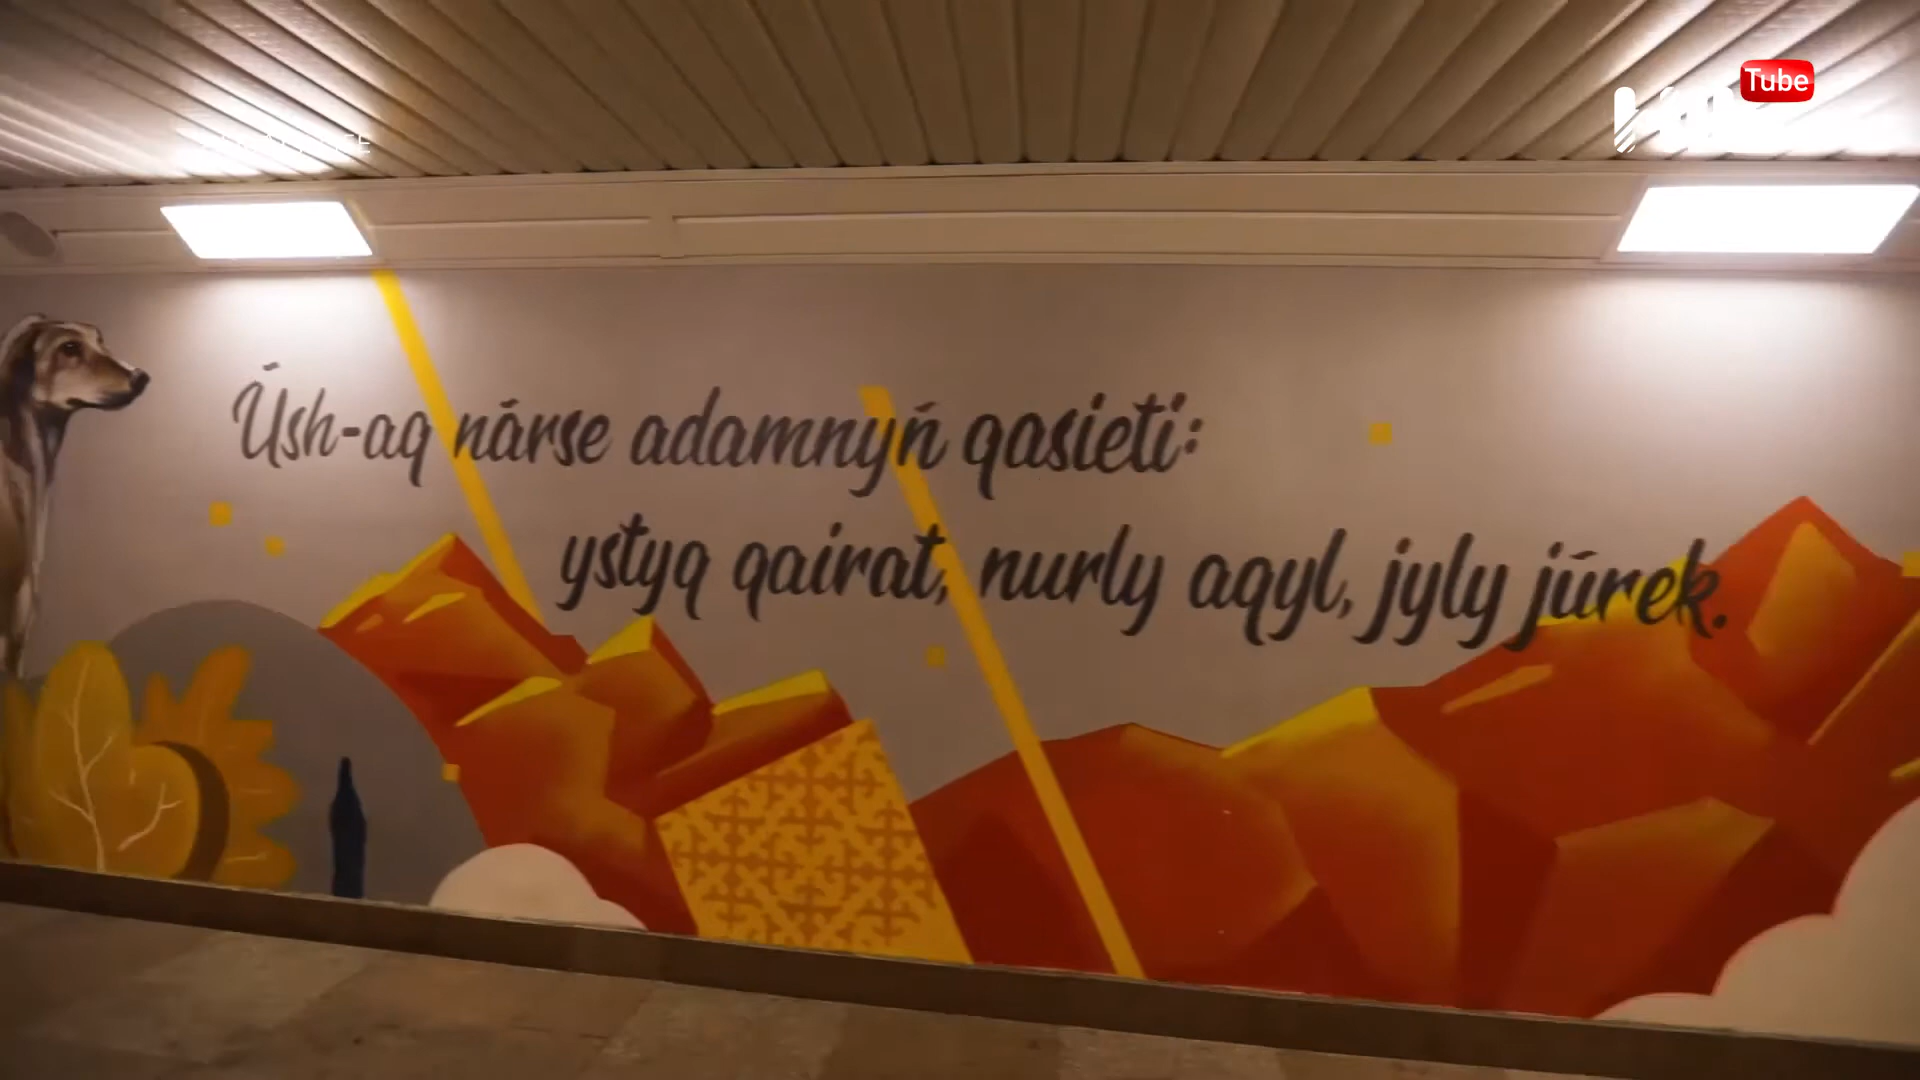 Tube
Úsh-aq nárse adamnyń qasieti:
ystyq qairat, nurly aqyl, jyly júrek.